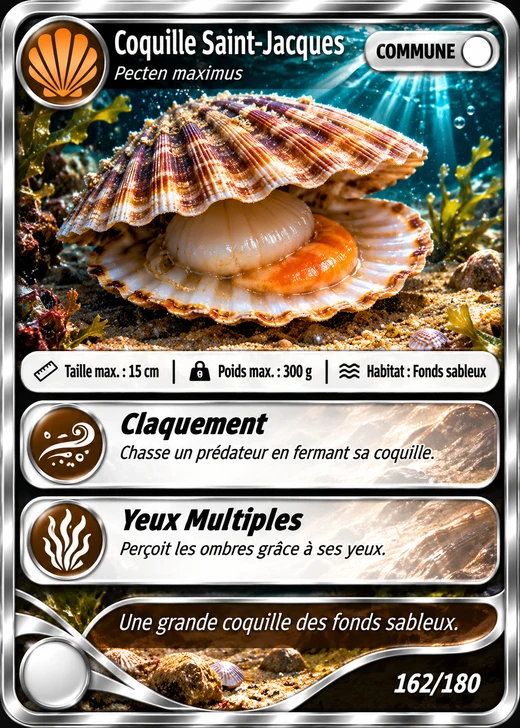 Coquille Saint-Jacques
COMMUNE
Pecten maximus
Taille max. : 15 cm | Poids max. : 300 g | Habitat : Fonds sableux
Claquement
Chasse un prédateur en fermant sa coquille.
Yeux Multiples
Perçoit les ombres grâce à ses yeux.
Une grande coquille des fonds sableux.
162/180